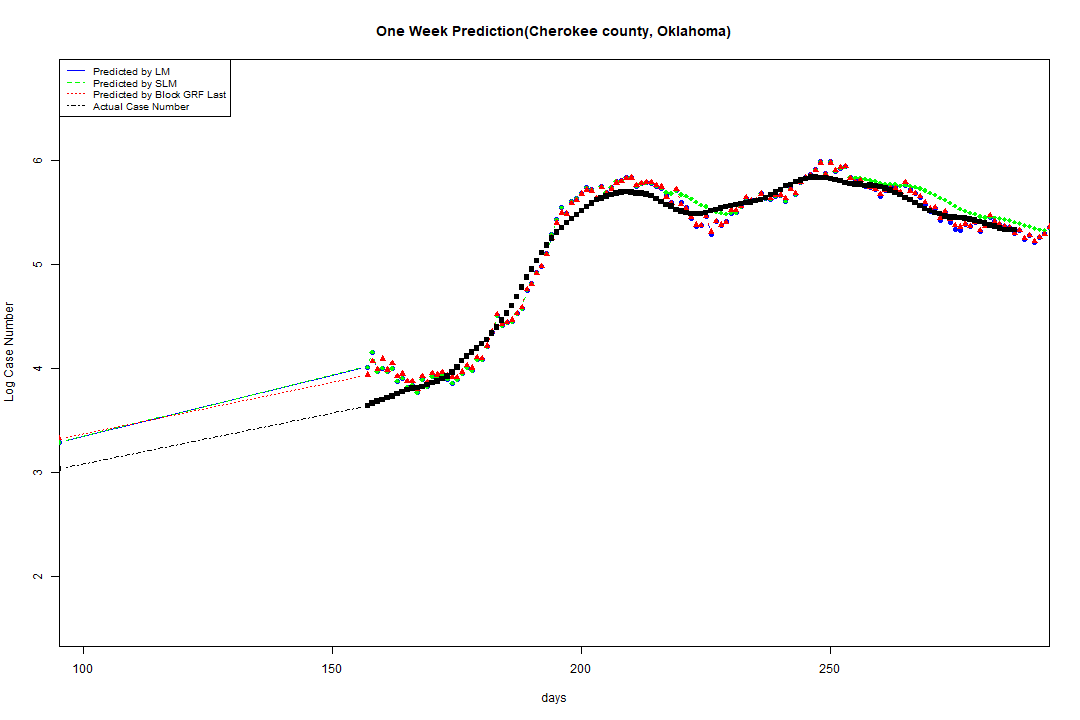 One Week Prediction(Cherokee county, Oklahoma)
Predicted by LM
Predicted by SLM
Predicted by Block GRF Last
Actual Case Number
6
5
4
3
2
Log Case Number
100
150
200
250
days